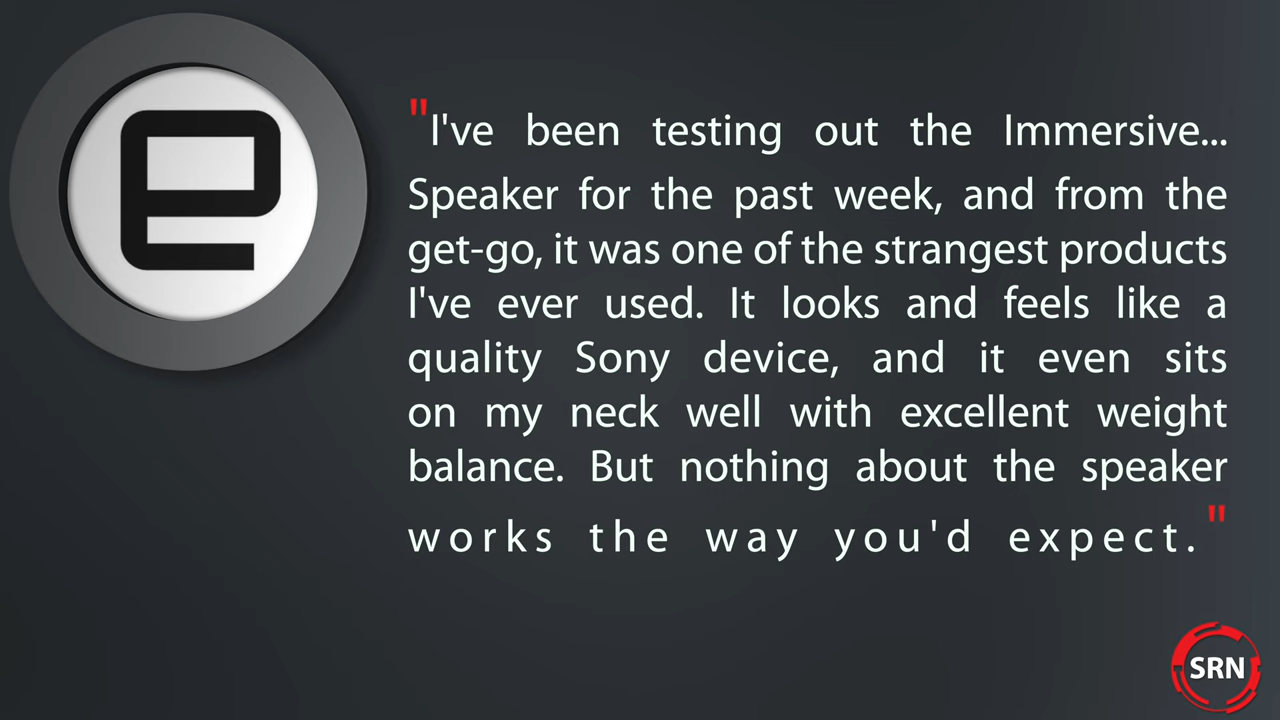 e
"I've been testing out the Immersive...
Speaker for the past week, and from the
get-go, it was one of the strangest products
I've ever used. It looks and feels like a
quality Sony device, and it even sits
on my neck well with excellent weight
balance. But nothing about the speaker
works the way you'd expect."
SRN